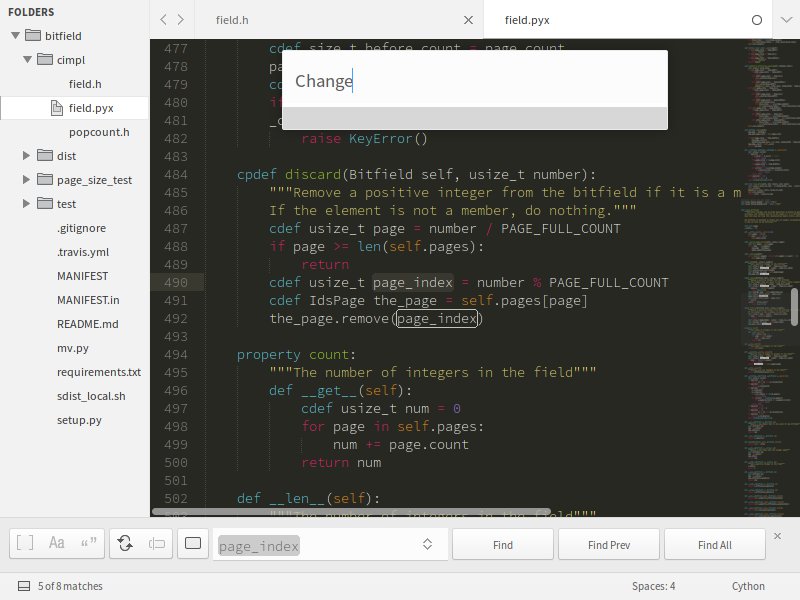 FOLDERS
bitfield
cimpl
field.h
field.pyx
popcount.h
dist
page_size_test
test
.gitignore
.travis.yml
MANIFEST
MANIFEST.in
README.md
mv.py
requirements.txt
sdist_local.sh
setup.py
field.h
field.pyx
Change
477 cdef size_t before_count = page.count
478 pa
479 cd
480 if
481 _c
482 raise KeyError()
483
484 cpdef discard(Bitfield self, usize_t number):
485 """Remove a positive integer from the bitfield if it is a m
486 If the element is not a member, do nothing."""
487 cdef usize_t page = number / PAGE_FULL_COUNT
488 if page >= len(self.pages):
489 return
490 cdef usize_t page_index = number % PAGE_FULL_COUNT
491 cdef IdsPage the_page = self.pages[page]
492 the_page.remove(page_index)
493
494 property count:
495 """The number of integers in the field"""
496 def __get__(self):
497 cdef usize_t num = 0
498 for page in self.pages:
499 num += page.count
500 return num
501
502 def __len__(self):
503 """The number of integers in the field"""
[ ] Aa “ ”
page_index
Find
Find Prev
Find All
5 of 8 matches
Spaces: 4
Cython